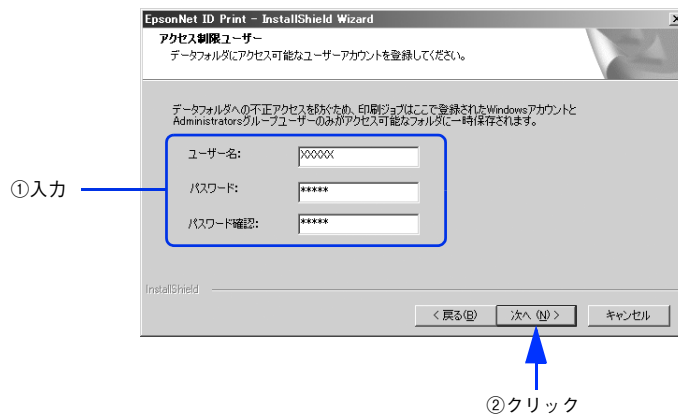 EpsonNet ID Print - InstallShield Wizard
アクセス制限ユーザー
データフォルダにアクセス可能なユーザーアカウントを登録してください。
データフォルダへの不正アクセスを防ぐため、印刷ジョブはここで登録されたWindowsアカウントと
Administratorsグループユーザーのみがアクセス可能なフォルダに一時保存されます。
ユーザー名: XXXXX
①入力
パスワード: *****
パスワード確認: *****
InstallShield
< 戻る(B) 次へ (N) > キャンセル
②クリック